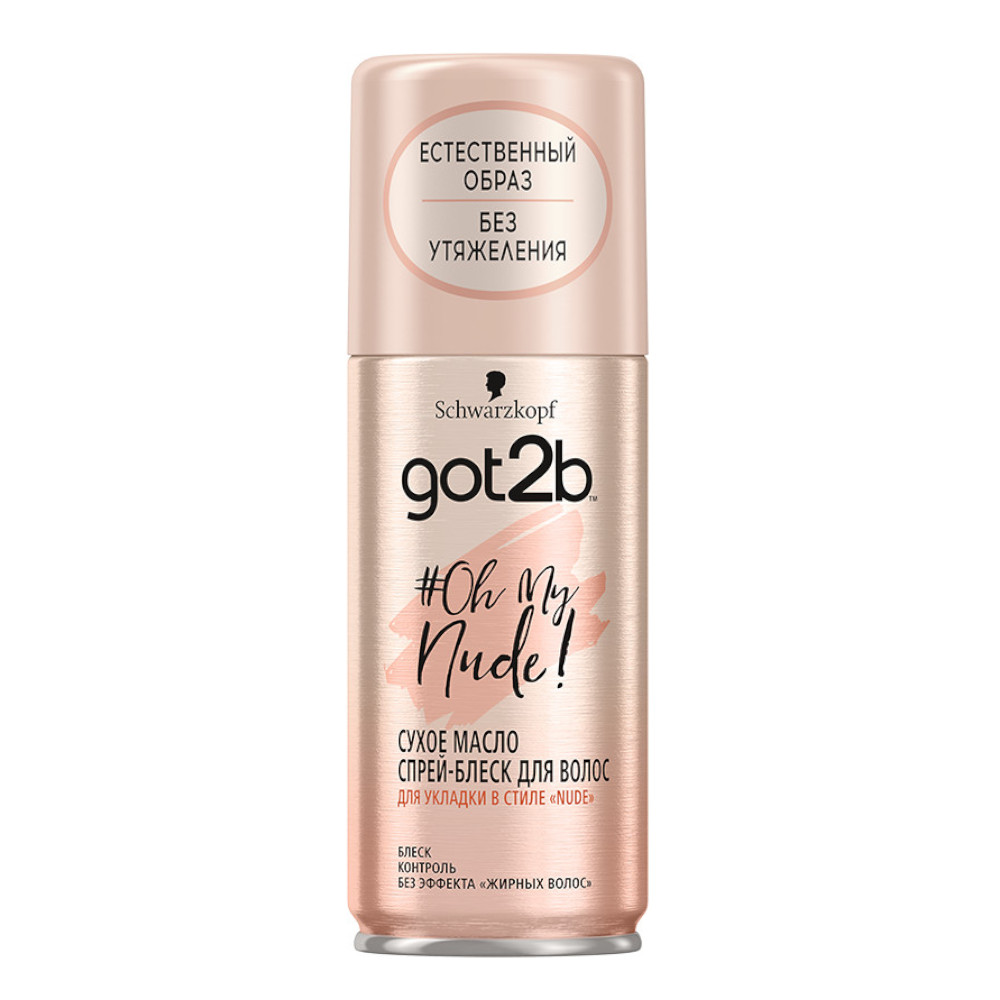 ЕСТЕСТВЕННЫЙ
ОБРАЗ
БЕЗ
УТЯЖЕЛЕНИЯ
Schwarzkopf
got2b™
#Oh My
Nude!
СУХОЕ МАСЛО
СПРЕЙ-БЛЕСК ДЛЯ ВОЛОС
ДЛЯ УКЛАДКИ В СТИЛЕ «NUDE»
БЛЕСК
КОНТРОЛЬ
БЕЗ ЭФФЕКТА «ЖИРНЫХ ВОЛОС»